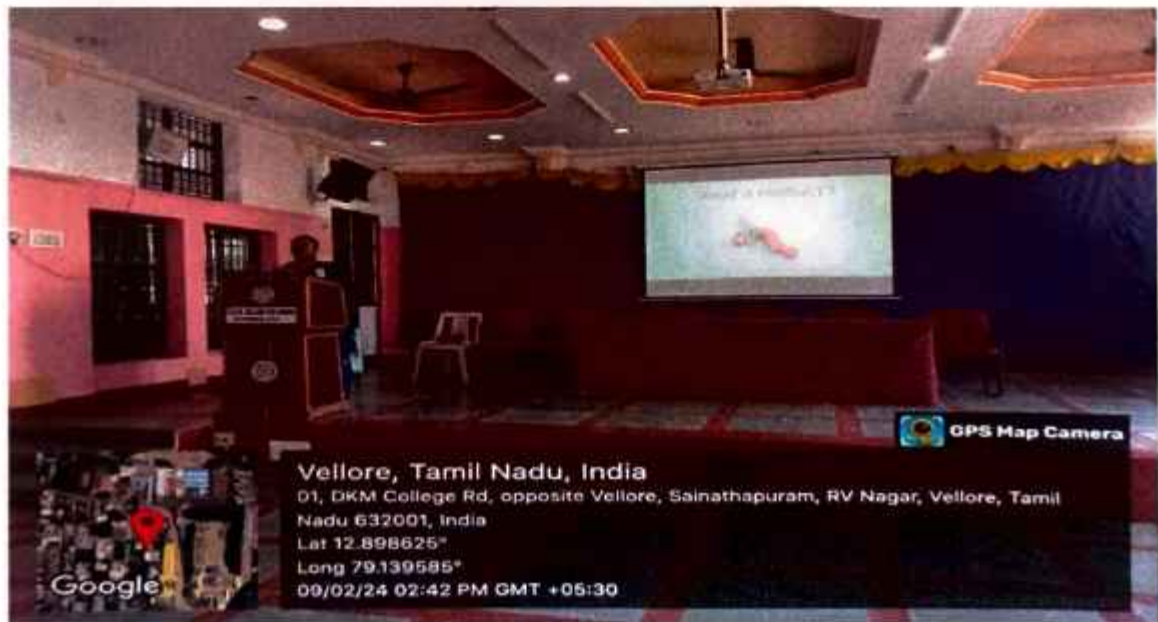 GPS Map Camera
Vellore, Tamil Nadu, India
01, DKM College Rd, opposite Vellore, Sainathapuram, RV Nagar, Vellore, Tamil
Nadu 632001, India
Lat 12.898625°
Long 79.139585°
09/02/24 02:42 PM GMT +05:30
Google